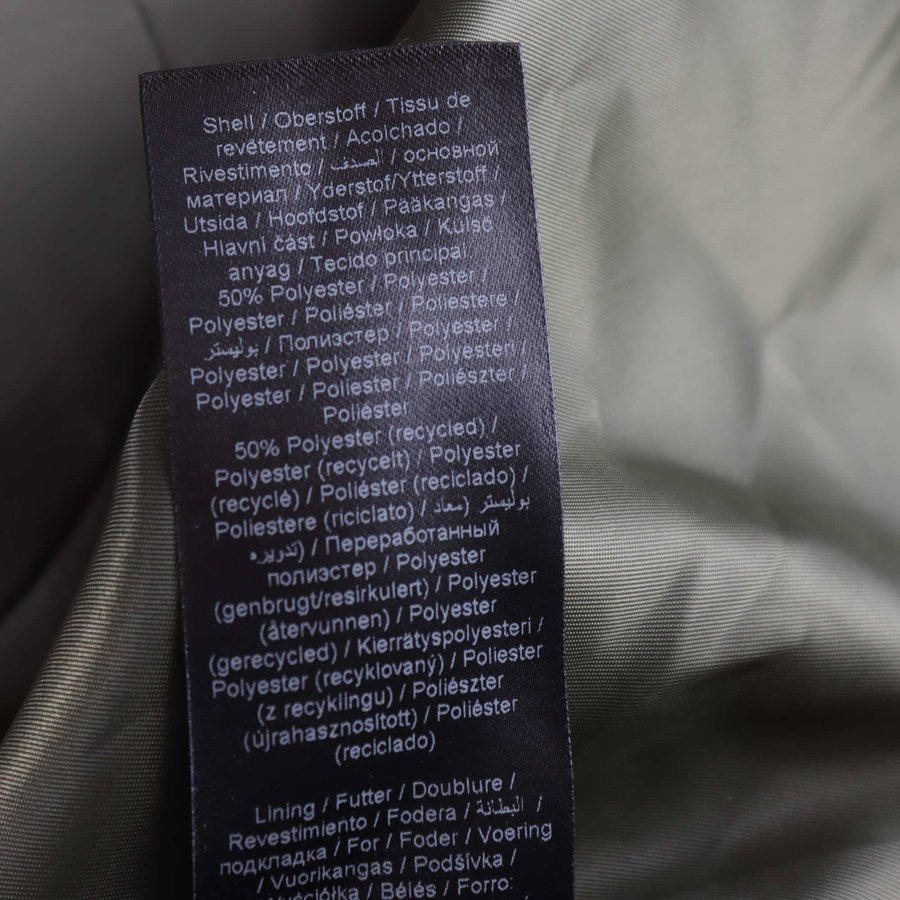 Shell / Oberstoff / Tissu de
revêtement / Acolchado /
Rivestimento / الصدف / основной
материал / Yderstof/Ytterstoff /
Utsida / Hoofdstof / Pääkangas /
Hlavní část / Powłoka / Külső
anyag / Tecido principal
50% Polyester / Polyester /
Polyester / Poliéster / Poliestere /
بوليستر / Полиэстер / Polyester /
Polyester / Polyester / Polyesteri /
Polyester / Poliester / Poliészter /
Poliéster
50% Polyester (recycled) /
Polyester (recycelt) / Polyester
(recyclé) / Poliéster (reciclado) /
Poliestere (riciclato) / بوليستر (معاد
تدويره) / Переработанный
полиэстер / Polyester
(genbrugt/resirkulert) / Polyester
(återvunnen) / Polyester
(gerecycled) / Kierrätyspolyesteri /
Polyester (recyklovaný) / Poliester
(z recyklingu) / Poliészter
(újrahasznosított) / Poliéster
(reciclado)
Lining / Futter / Doublure /
Revestimiento / Fodera / البطانة /
подкладка / For / Foder / Voering
/ Vuorikangas / Podšívka /
Wyściółka / Bélés / Forro: